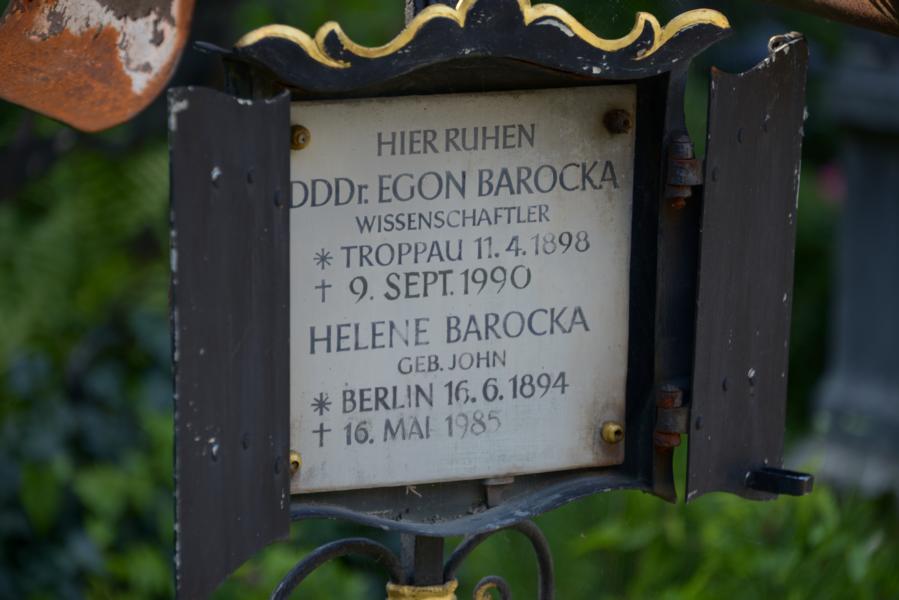 HIER RUHEN
DDDr. EGON BAROCKA
WISSENSCHAFTLER
* TROPPAU 11.4.1898
† 9. SEPT. 1990
HELENE BAROCKA
GEB. JOHN
* BERLIN 16.6.1894
† 16. MAI 1985